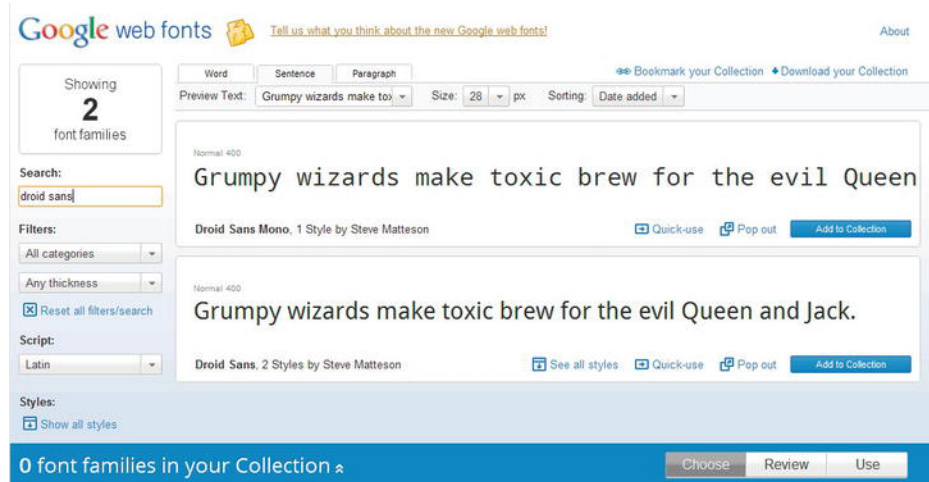 Google web fonts
Tell us what you think about the new Google web fonts!
About
Showing
2
font families
Word Sentence Paragraph
Bookmark your Collection Download your Collection
Preview Text: Grumpy wizards make tox Size: 28 px Sorting: Date added
Search:
droid sans
Filters:
All categories
Any thickness
Reset all filters/search
Script:
Latin
Styles:
Show all styles
Normal 400
Grumpy wizards make toxic brew for the evil Queen
Droid Sans Mono, 1 Style by Steve Matteson Quick-use Pop out Add to Collection
Normal 400
Grumpy wizards make toxic brew for the evil Queen and Jack.
Droid Sans, 2 Styles by Steve Matteson See all styles Quick-use Pop out Add to Collection
0 font families in your Collection Choose Review Use